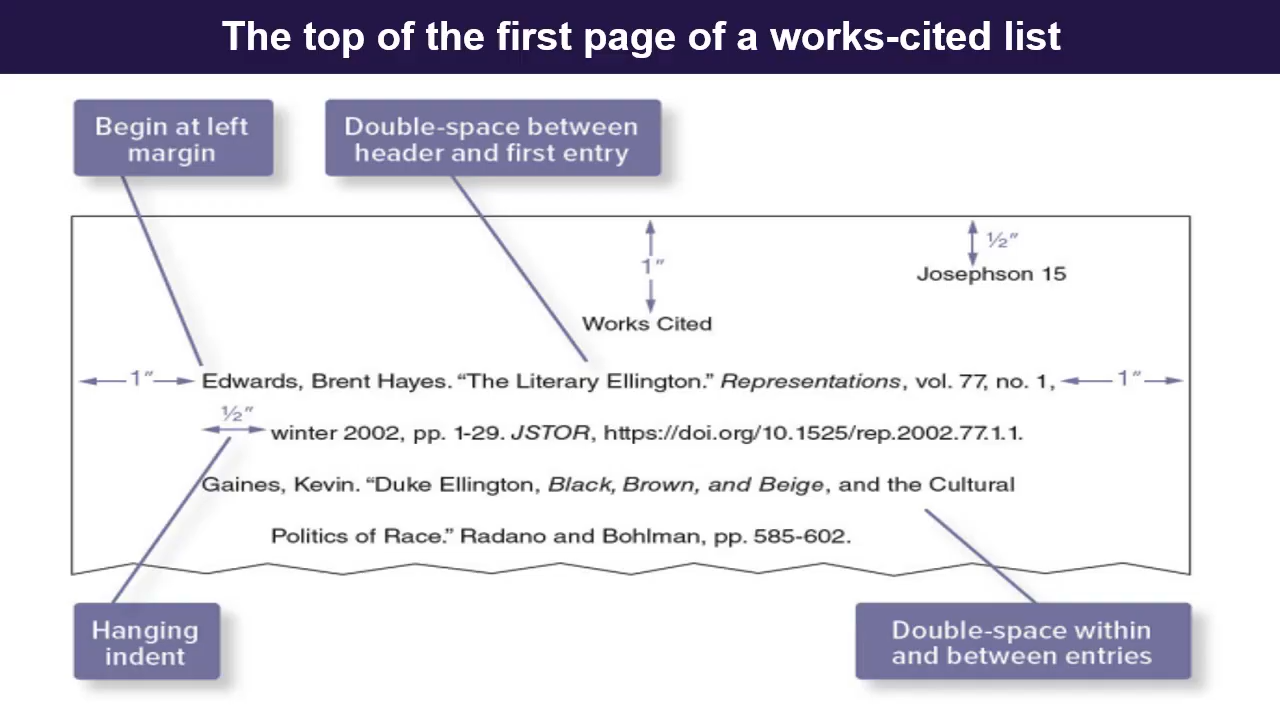 The top of the first page of a works-cited list
Begin at left
margin
Double-space between
header and first entry
½″
1″
Josephson 15
Works Cited
1″
Edwards, Brent Hayes. “The Literary Ellington.” Representations, vol. 77, no. 1,
1″
½″
winter 2002, pp. 1-29. JSTOR, https://doi.org/10.1525/rep.2002.77.1.1.
Gaines, Kevin. “Duke Ellington, Black, Brown, and Beige, and the Cultural
Politics of Race.” Radano and Bohlman, pp. 585-602.
Hanging
indent
Double-space within
and between entries